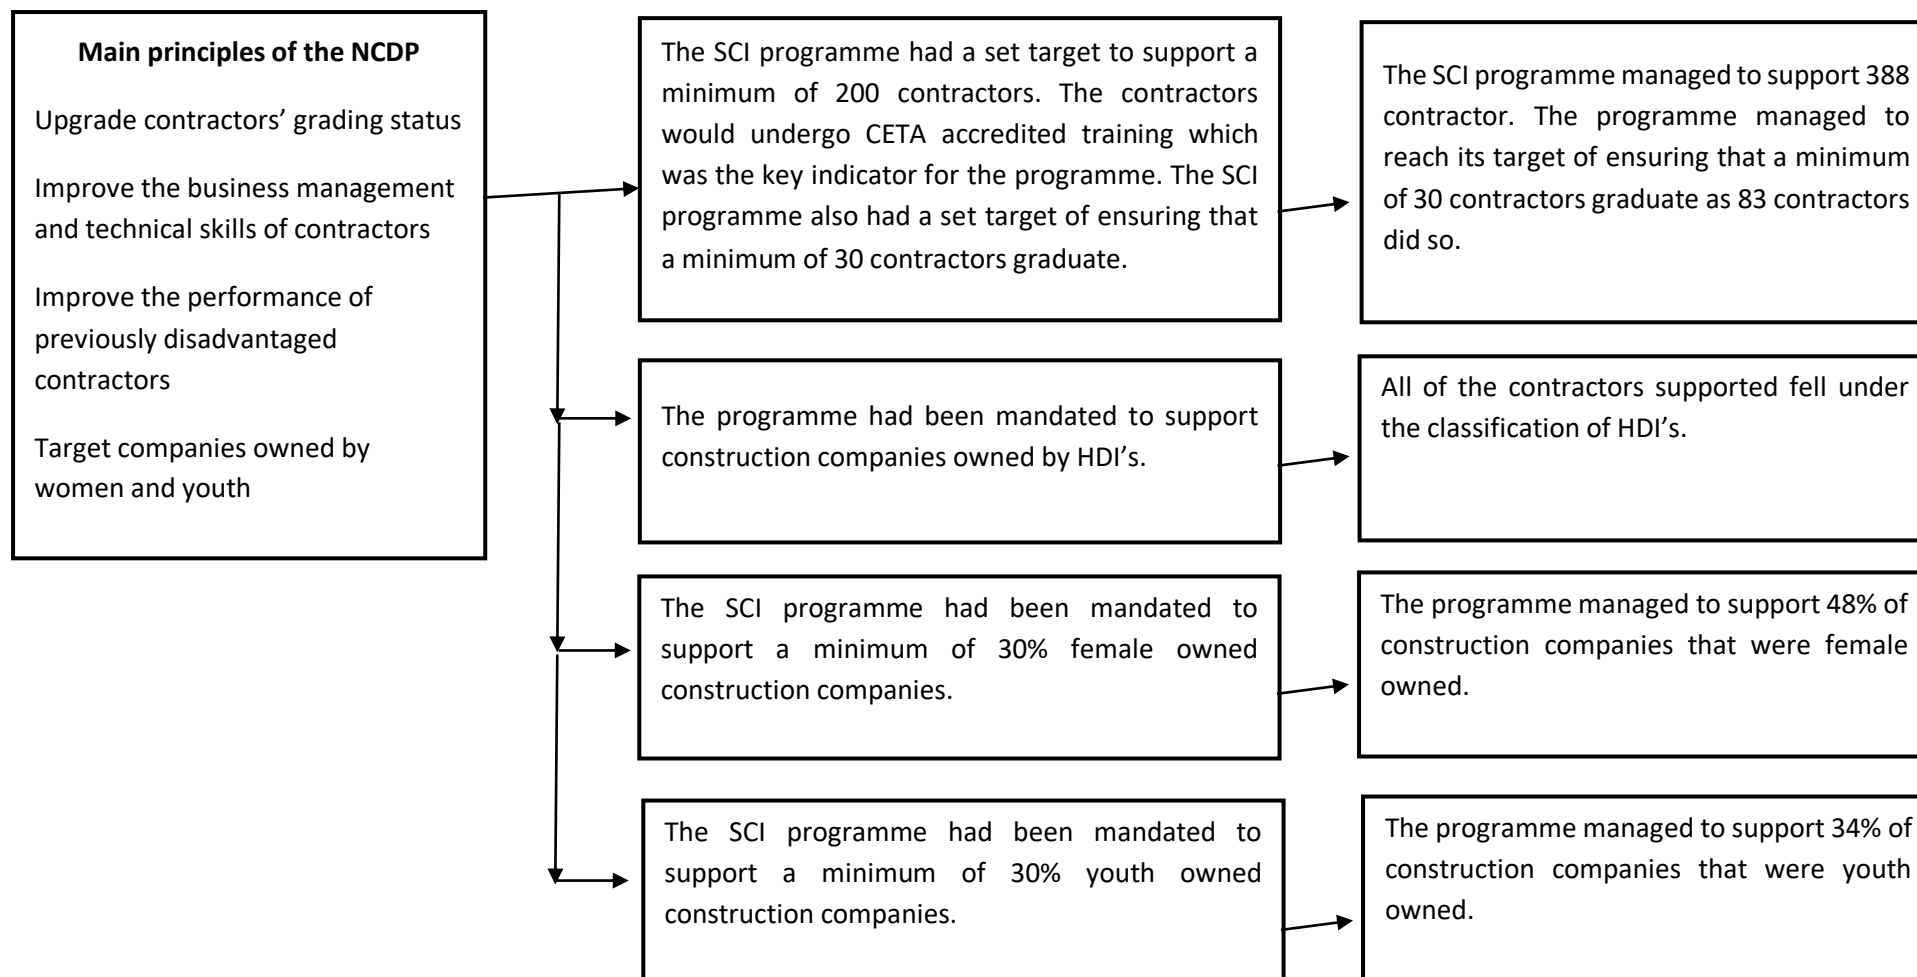 Main principles of the NCDP
Upgrade contractors’ grading status
Improve the business management
and technical skills of contractors
Improve the performance of
previously disadvantaged
contractors
Target companies owned by
women and youth
The SCI programme had a set target to support a
minimum of 200 contractors. The contractors
would undergo CETA accredited training which
was the key indicator for the programme. The SCI
programme also had a set target of ensuring that
a minimum of 30 contractors graduate.
The SCI programme managed to support 388
contractor. The programme managed to
reach its target of ensuring that a minimum
of 30 contractors graduate as 83 contractors
did so.
The programme had been mandated to support
construction companies owned by HDI’s.
All of the contractors supported fell under
the classification of HDI’s.
The SCI programme had been mandated to
support a minimum of 30% female owned
construction companies.
The programme managed to support 48% of
construction companies that were female
owned.
The SCI programme had been mandated to
support a minimum of 30% youth owned
construction companies.
The programme managed to support 34% of
construction companies that were youth
owned.